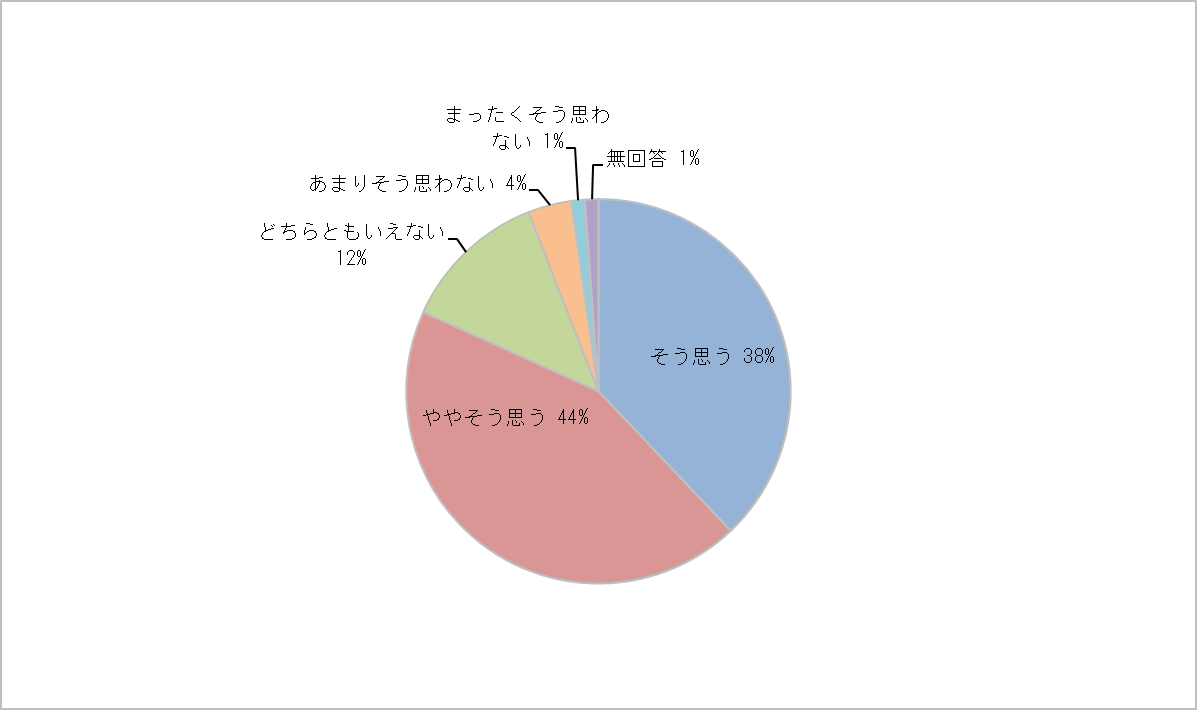 まったくそう思わ
ない 1%
無回答 1%
あまりそう思わない 4%
どちらともいえない
12%
そう思う 38%
ややそう思う 44%